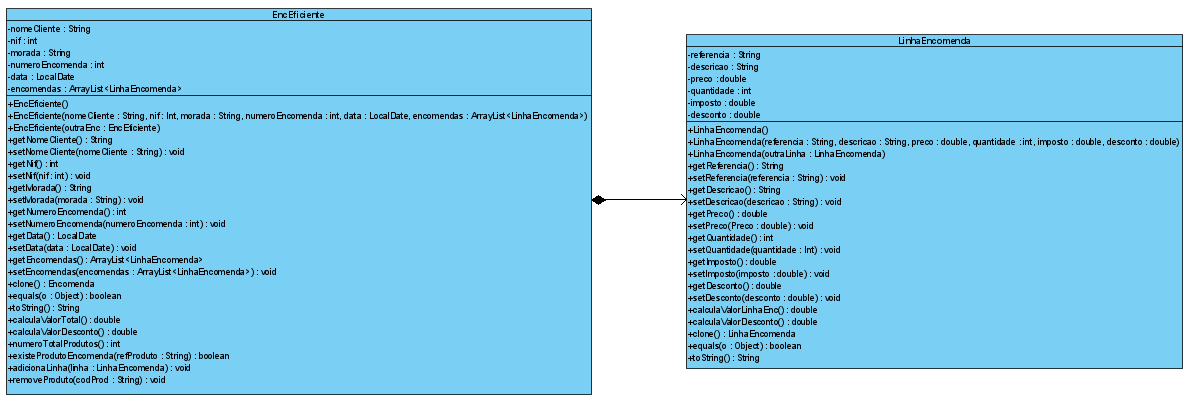 EncEficiente
-nomeCliente : String
-nif : int
-morada : String
-numeroEncomenda : int
-data : LocalDate
-encomendas : ArrayList<LinhaEncomenda>
+EncEficiente()
+EncEficiente(nomeCliente : String, nif : Int, morada : String, numeroEncomenda : int, data : LocalDate, encomendas : ArrayList<LinhaEncomenda>)
+EncEficiente(outraEnc : EncEficiente)
+getNomeCliente() : String
+setNomeCliente(nomeCliente : String) : void
+getNif() : int
+setNif(nif : int) : void
+getMorada() : String
+setMorada(morada : String) : void
+getNumeroEncomenda() : int
+setNumeroEncomenda(numeroEncomenda : int) : void
+getData() : LocalDate
+setData(data : LocalDate) : void
+getEncomendas() : ArrayList<LinhaEncomenda>
+setEncomendas(encomendas : ArrayList<LinhaEncomenda>) : void
+clone() : Encomenda
+equals(o : Object) : boolean
+toString() : String
+calculaValorTotal() : double
+calculaValorDesconto() : double
+numeroTotalProdutos() : int
+existeProdutoEncomenda(refProduto : String) : boolean
+adicionaLinha(linha : LinhaEncomenda) : void
+removeProduto(codProd : String) : void
LinhaEncomenda
-referencia : String
-descricao : String
-preco : double
-quantidade : int
-imposto : double
-desconto : double
+LinhaEncomenda()
+LinhaEncomenda(referencia : String, descricao : String, preco : double, quantidade : int, imposto : double, desconto : double)
+LinhaEncomenda(outraLinha : LinhaEncomenda)
+getReferencia() : String
+setReferencia(referencia : String) : void
+getDescricao() : String
+setDescricao(descricao : String) : void
+getPreco() : double
+setPreco(Preco : double) : void
+getQuantidade() : int
+setQuantidade(quantidade : Int) : void
+getImposto() : double
+setImposto(imposto : double) : void
+getDesconto() : double
+setDesconto(desconto : double) : void
+calculaValorLinhaEnc() : double
+calculaValorDesconto() : double
+clone() : LinhaEncomenda
+equals(o : Object) : boolean
+toString() : String